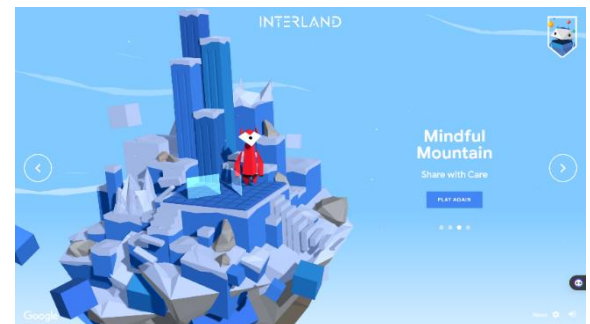 INTERLAND
Mindful
Mountain
Share with Care
PLAY AGAIN
Google